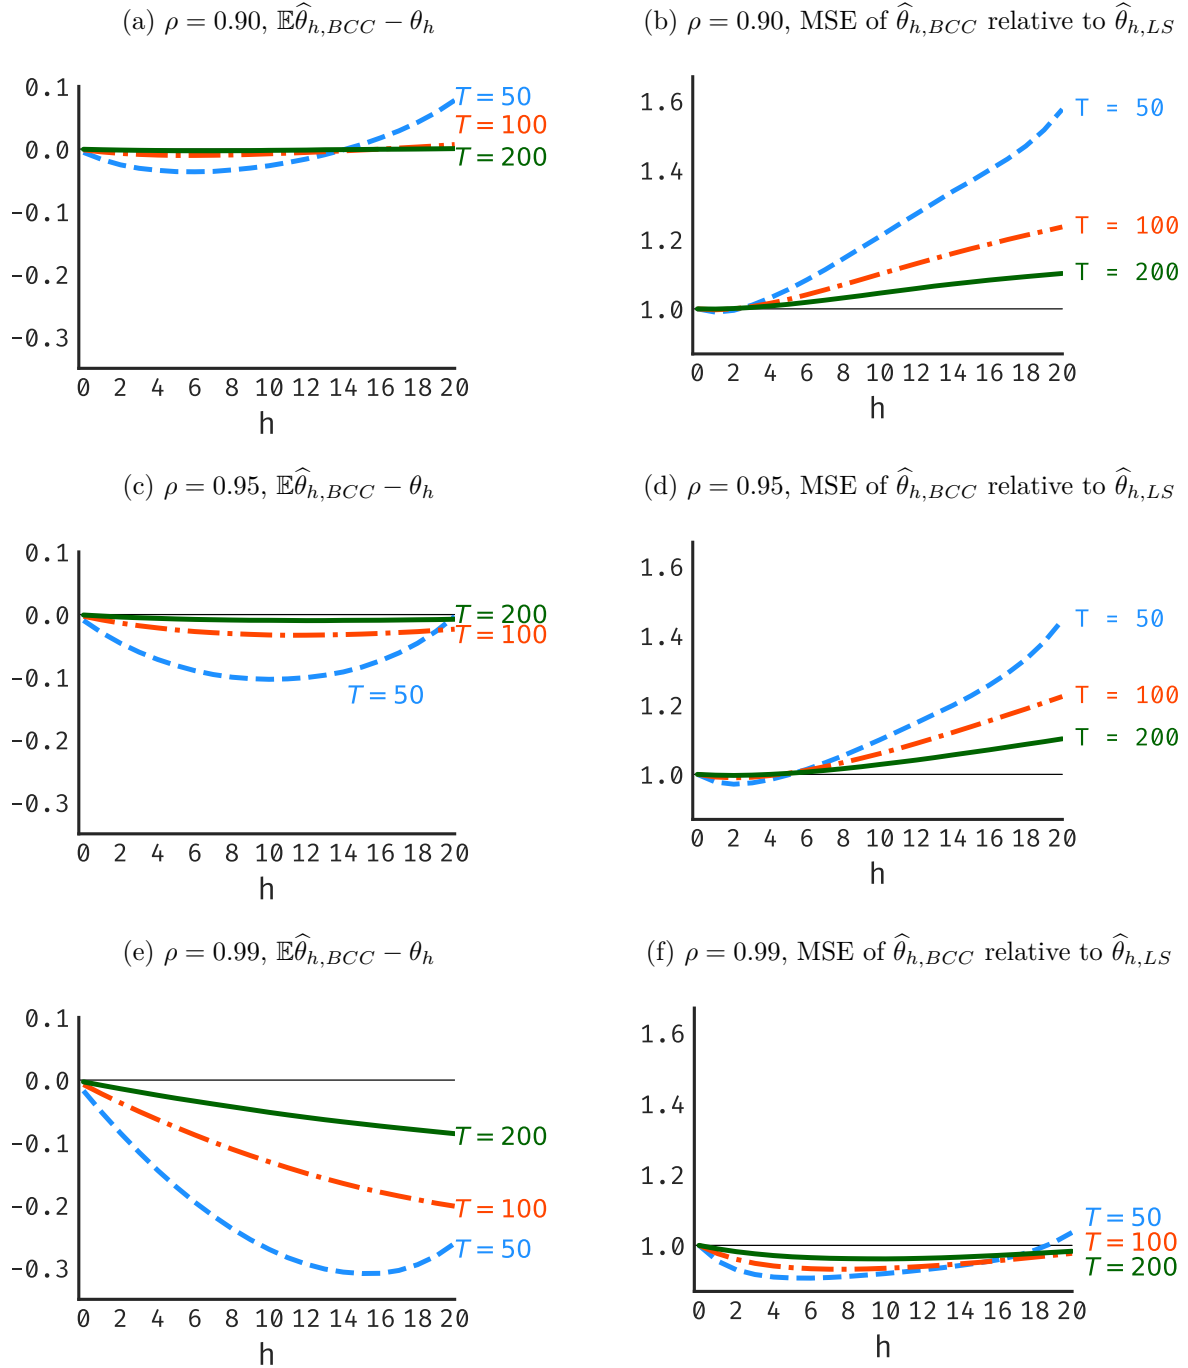 (a) ρ = 0.90, 𝔼θ̂_{h,BCC} − θ_h
(b) ρ = 0.90, MSE of θ̂_{h,BCC} relative to θ̂_{h,LS}
0.1
0.0
−0.1
−0.2
−0.3
T = 50
T = 100
T = 200
0 2 4 6 8 10 12 14 16 18 20
h
1.6
1.4
1.2
1.0
T = 50
T = 100
T = 200
0 2 4 6 8 10 12 14 16 18 20
h
(c) ρ = 0.95, 𝔼θ̂_{h,BCC} − θ_h
(d) ρ = 0.95, MSE of θ̂_{h,BCC} relative to θ̂_{h,LS}
0.1
0.0
−0.1
−0.2
−0.3
T = 200
T = 100
T = 50
0 2 4 6 8 10 12 14 16 18 20
h
1.6
1.4
1.2
1.0
T = 50
T = 100
T = 200
0 2 4 6 8 10 12 14 16 18 20
h
(e) ρ = 0.99, 𝔼θ̂_{h,BCC} − θ_h
(f) ρ = 0.99, MSE of θ̂_{h,BCC} relative to θ̂_{h,LS}
0.1
0.0
−0.1
−0.2
−0.3
T = 200
T = 100
T = 50
0 2 4 6 8 10 12 14 16 18 20
h
1.6
1.4
1.2
1.0
T = 50
T = 100
T = 200
0 2 4 6 8 10 12 14 16 18 20
h